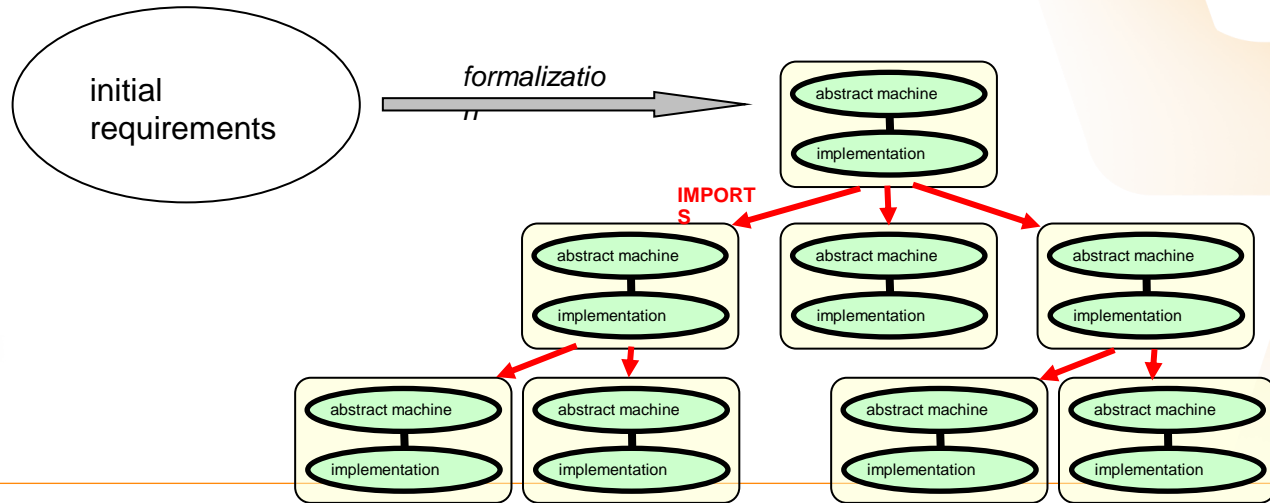 initial
requirements
formalizatio
n
abstract machine
implementation
IMPORT
S
abstract machine
implementation
abstract machine
implementation
abstract machine
implementation
abstract machine
implementation
abstract machine
implementation
abstract machine
implementation
abstract machine
implementation